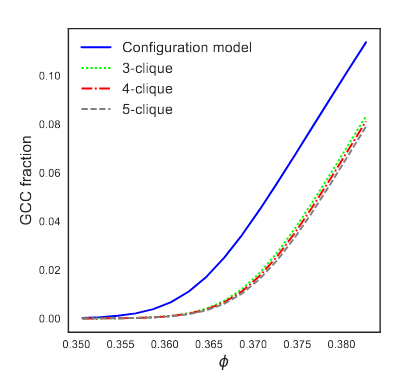 Configuration model
3-clique
4-clique
5-clique
GCC fraction
0.10
0.08
0.06
0.04
0.02
0.00
0.350 0.355 0.360 0.365 0.370 0.375 0.380
ϕ